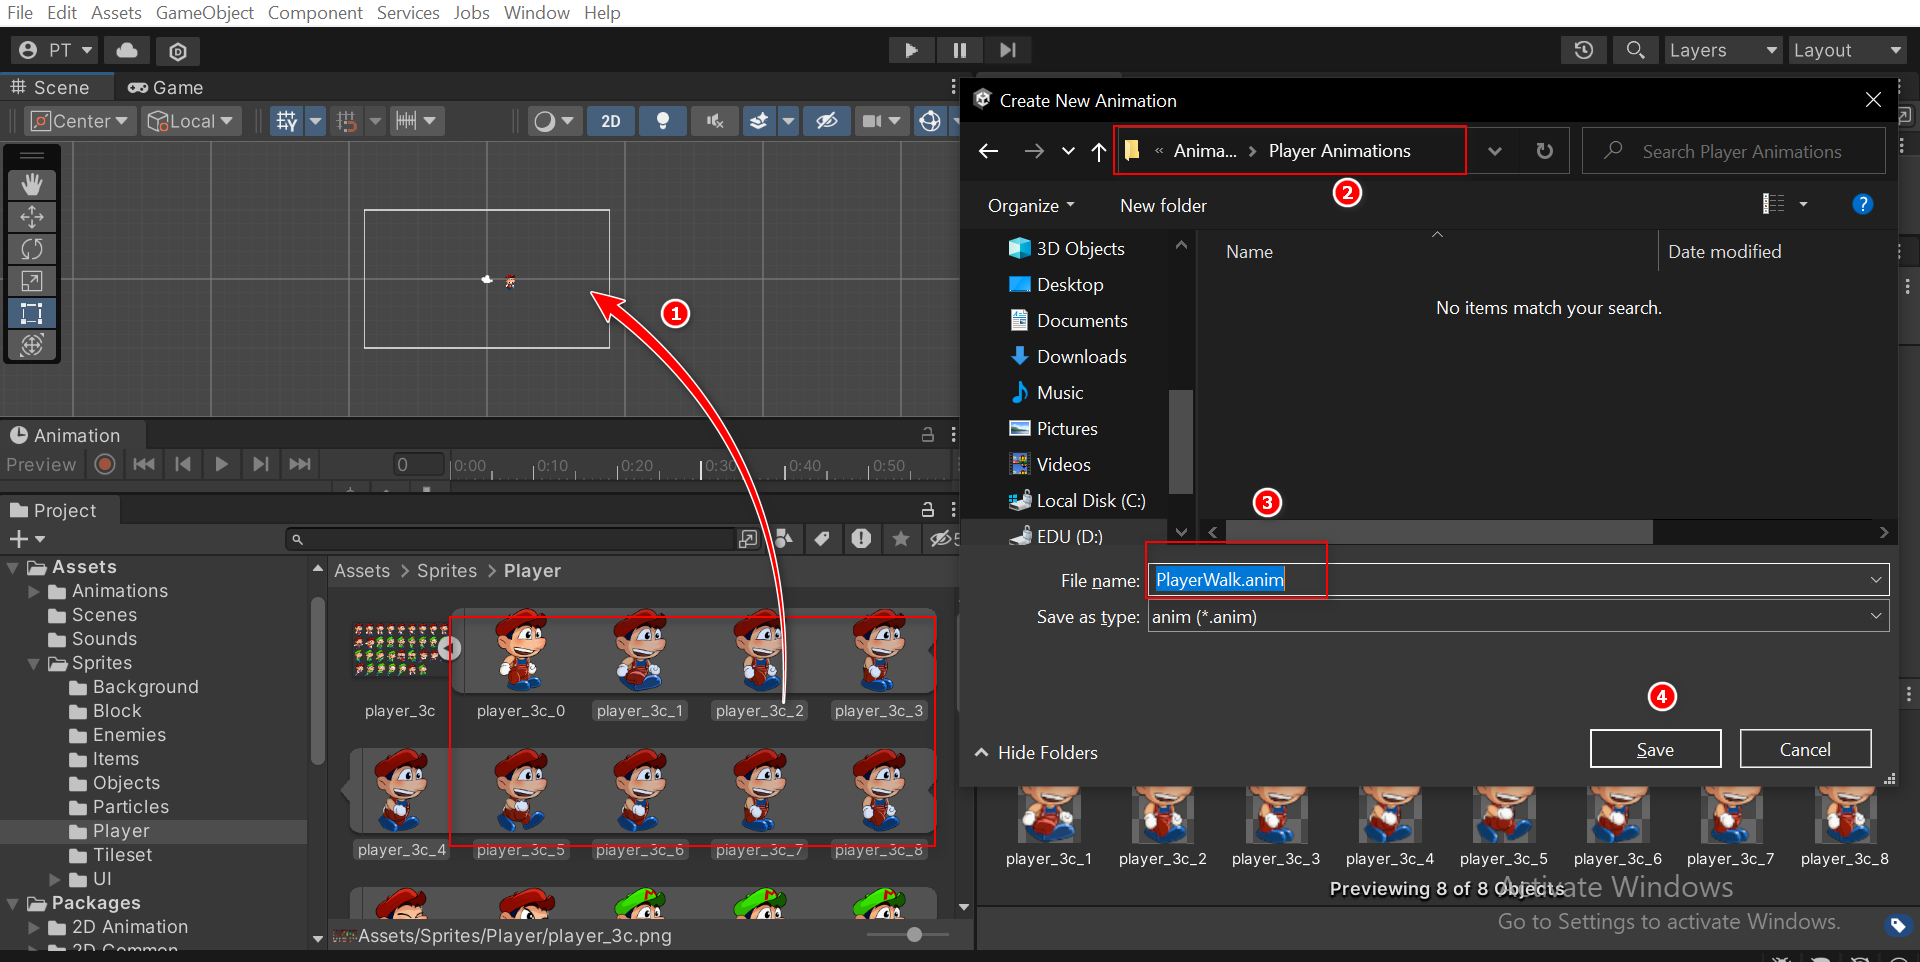 File Edit Assets GameObject Component Services Jobs Window Help
PT
Layers
Layout
Scene
Game
Center
Local
2D
1
Create New Animation
« Anima... > Player Animations
Search Player Animations
2
Organize
New folder
?
3D Objects
Desktop
Documents
Downloads
Music
Pictures
Videos
Local Disk (C:)
EDU (D:)
Name
Date modified
No items match your search.
3
File name: PlayerWalk.anim
Save as type: anim (*.anim)
4
Hide Folders
Save
Cancel
Animation
Preview
0
0:00 0:10 0:20 0:30 0:40 0:50
Project
5
Assets
Animations
Scenes
Sounds
Sprites
Background
Block
Enemies
Items
Objects
Particles
Player
Tileset
UI
Packages
2D Animation
2D Common
Assets > Sprites > Player
player_3c
player_3c_0
player_3c_1
player_3c_2
player_3c_3
player_3c_4
player_3c_5
player_3c_6
player_3c_7
player_3c_8
Assets/Sprites/Player/player_3c.png
player_3c_1
player_3c_2
player_3c_3
player_3c_4
player_3c_5
player_3c_6
player_3c_7
player_3c_8
Previewing 8 of 8 Objects
Activate Windows
Go to Settings to activate Windows.